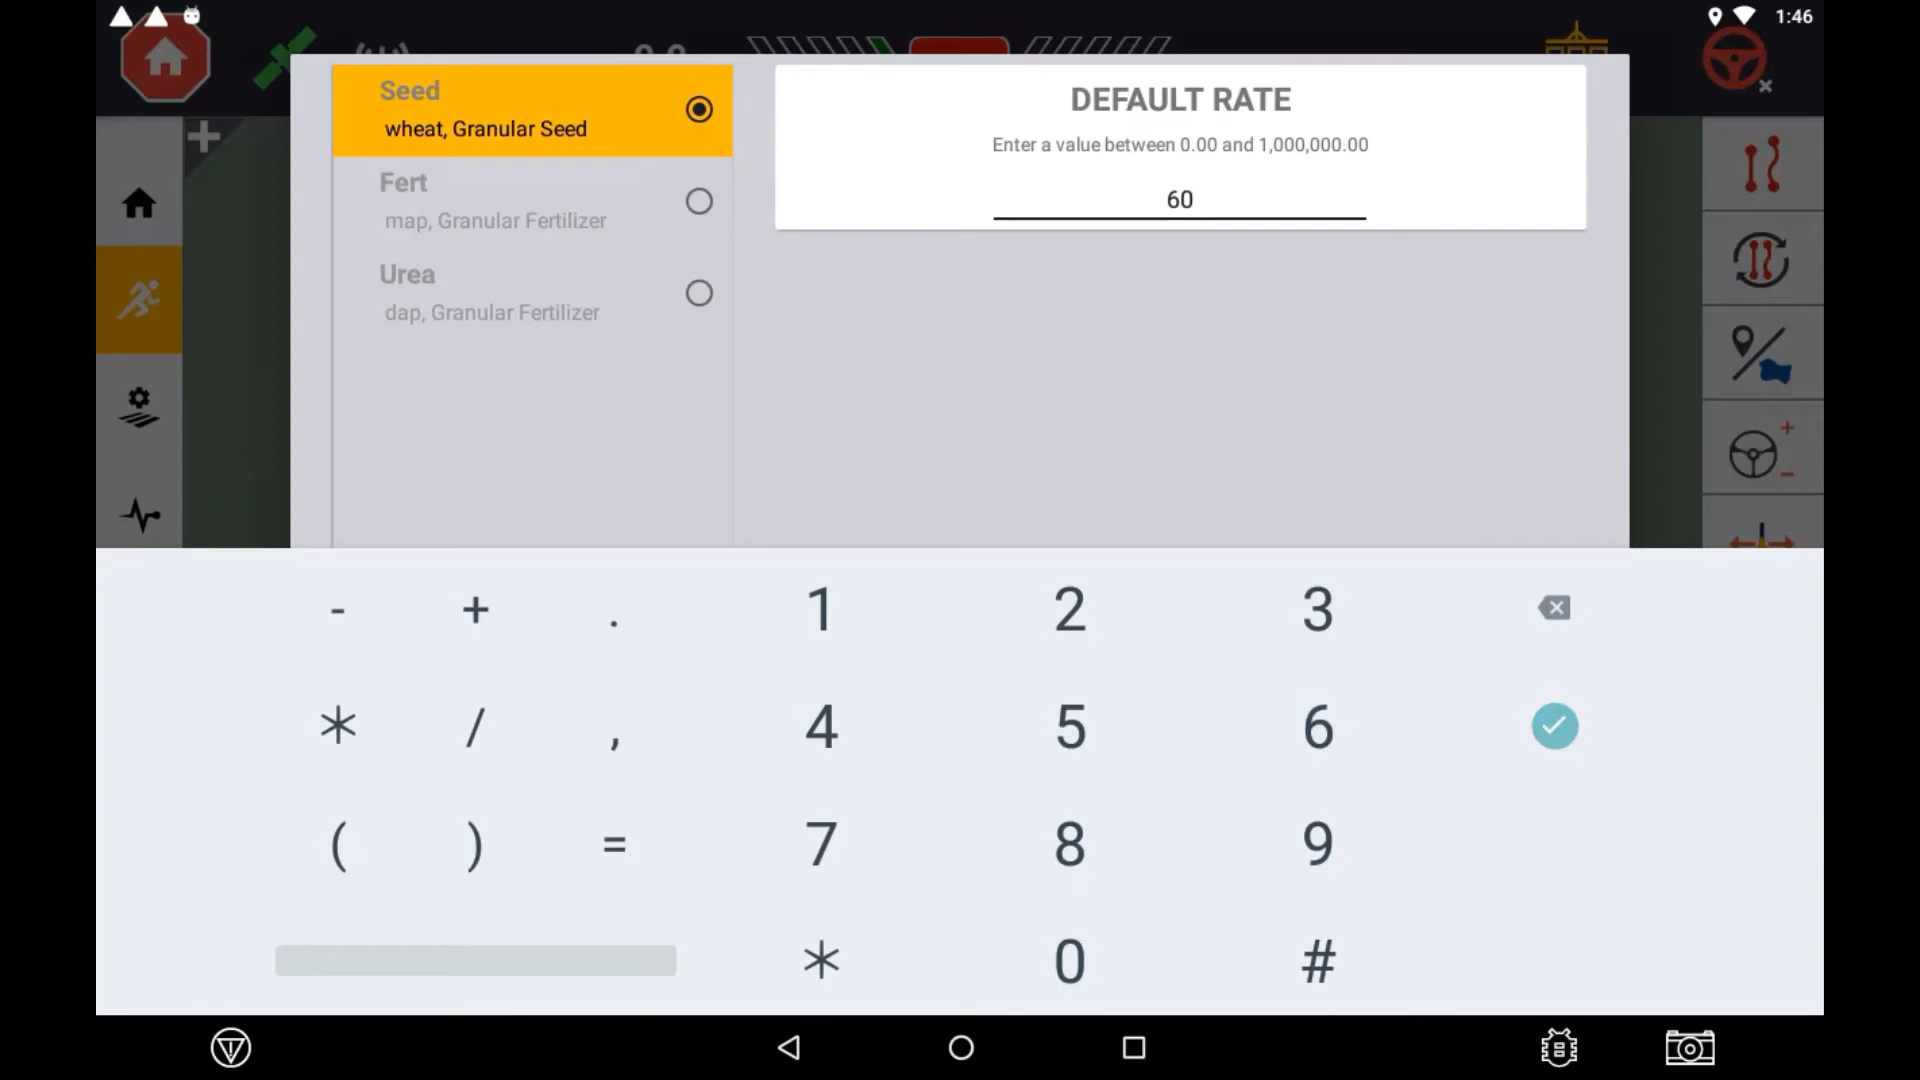 1:46
Seed
wheat, Granular Seed
Fert
map, Granular Fertilizer
Urea
dap, Granular Fertilizer
DEFAULT RATE
Enter a value between 0.00 and 1,000,000.00
60
- + . 1 2 3
* / , 4 5 6
( ) = 7 8 9
* 0 #